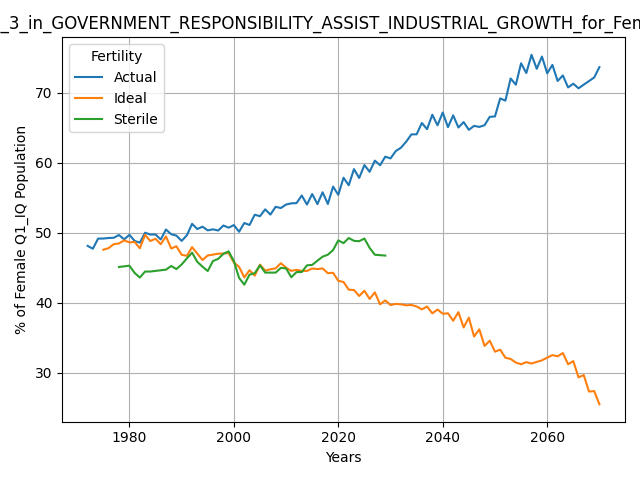 _3_in_GOVERNMENT_RESPONSIBILITY_ASSIST_INDUSTRIAL_GROWTH_for_Fem
Fertility
Actual
Ideal
Sterile
% of Female Q1_IQ Population
70
60
50
40
30
1980 2000 2020 2040 2060
Years